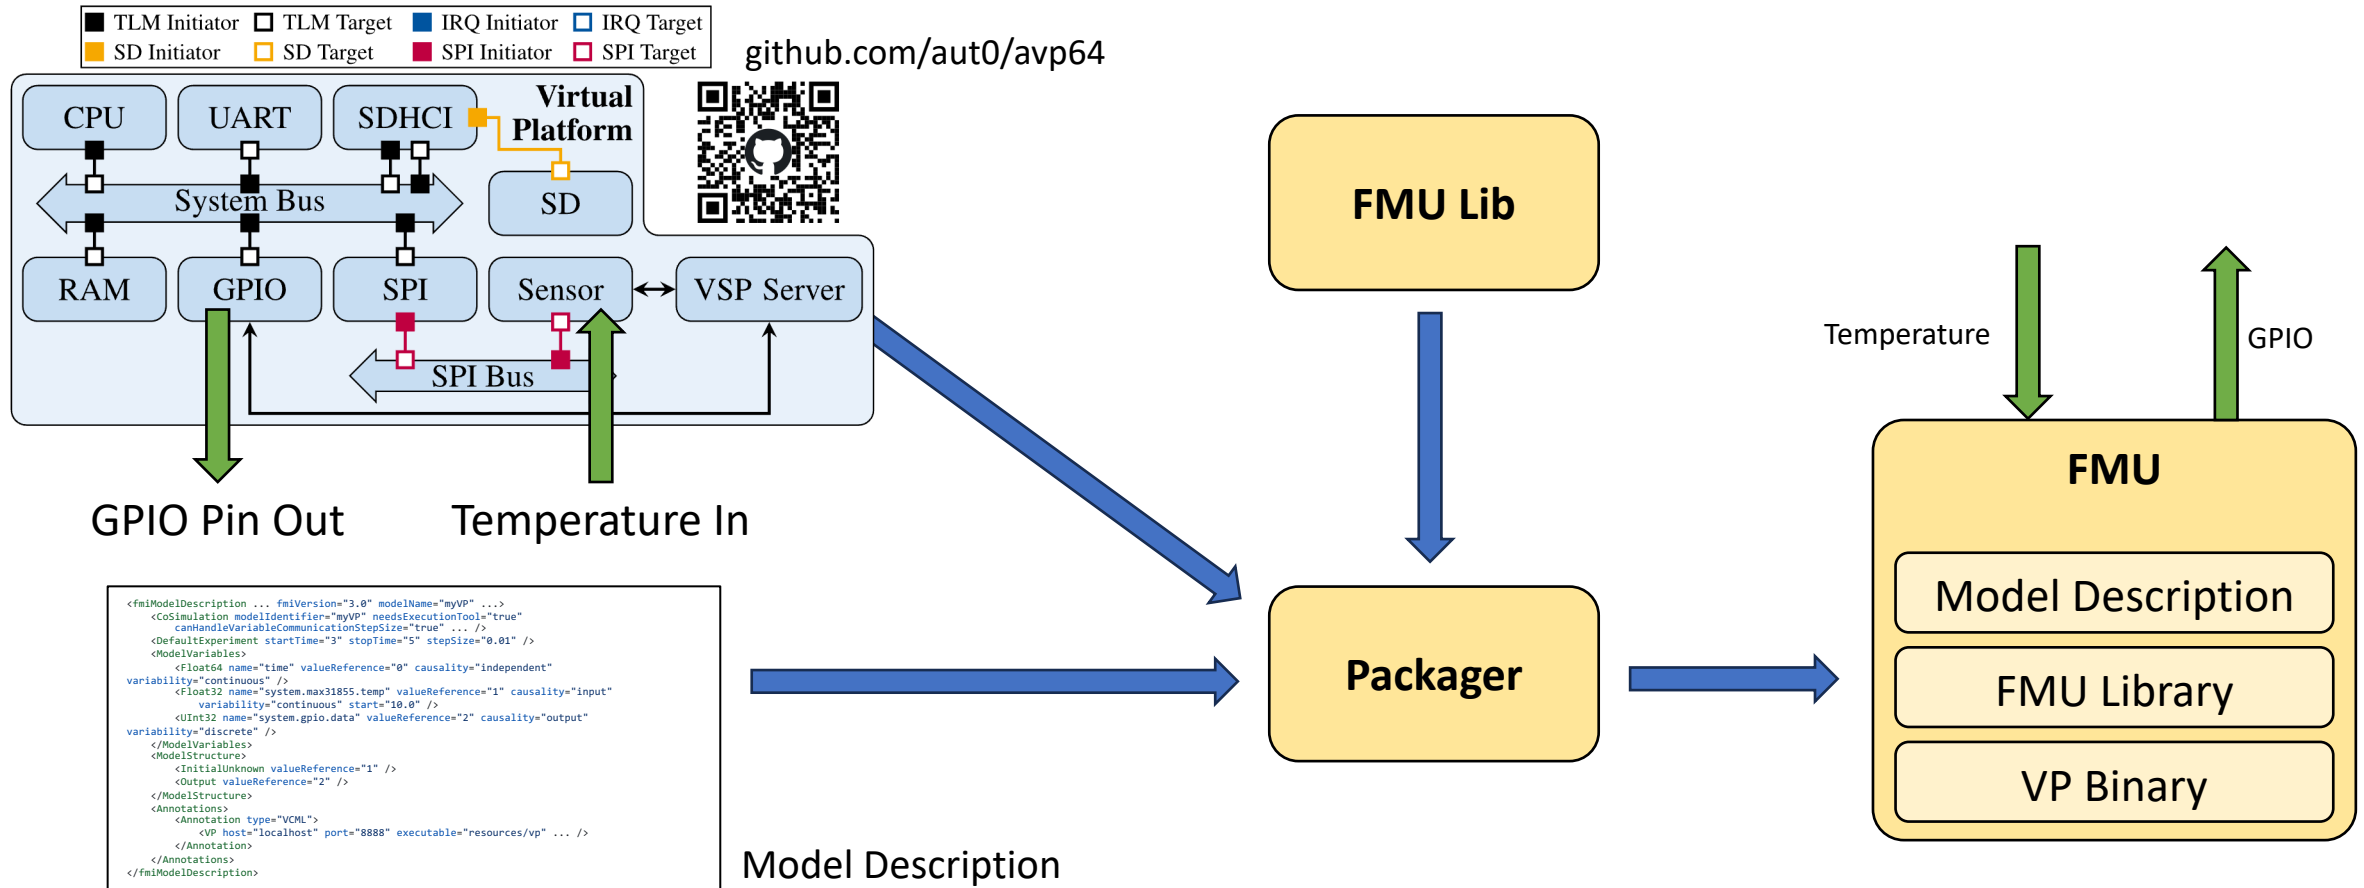 TLM Initiator TLM Target IRQ Initiator IRQ Target
SD Initiator SD Target SPI Initiator SPI Target
github.com/aut0/avp64
Virtual
Platform
CPU UART SDHCI
System Bus
SD
RAM GPIO SPI Sensor VSP Server
SPI Bus
GPIO Pin Out
Temperature In
<fmiModelDescription ... fmiVersion="3.0" modelName="myVP" ...>
<CoSimulation modelIdentifier="myVP" needsExecutionTool="true"
canHandleVariableCommunicationStepSize="true" ... />
<DefaultExperiment startTime="3" stopTime="5" stepSize="0.01" />
<ModelVariables>
<Float64 name="time" valueReference="0" causality="independent"
variability="continuous" />
<Float32 name="system.max31855.temp" valueReference="1" causality="input"
variability="continuous" start="10.0" />
<UInt32 name="system.gpio.data" valueReference="2" causality="output"
variability="discrete" />
</ModelVariables>
<ModelStructure>
<InitialUnknown valueReference="1" />
<Output valueReference="2" />
</ModelStructure>
<Annotations>
<Annotation type="VCML">
<VP host="localhost" port="8888" executable="resources/vp" ... />
</Annotation>
</Annotations>
</fmiModelDescription>
Model Description
FMU Lib
Packager
Temperature
GPIO
FMU
Model Description
FMU Library
VP Binary